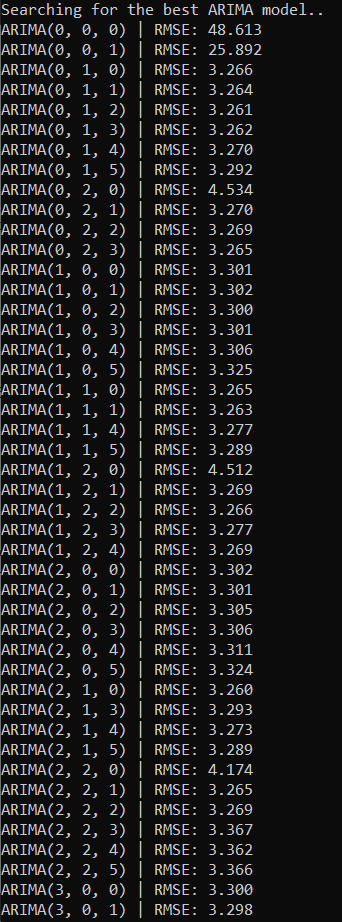 Searching for the best ARIMA model..
ARIMA(0, 0, 0) | RMSE: 48.613
ARIMA(0, 0, 1) | RMSE: 25.892
ARIMA(0, 1, 0) | RMSE: 3.266
ARIMA(0, 1, 1) | RMSE: 3.264
ARIMA(0, 1, 2) | RMSE: 3.261
ARIMA(0, 1, 3) | RMSE: 3.262
ARIMA(0, 1, 4) | RMSE: 3.270
ARIMA(0, 1, 5) | RMSE: 3.292
ARIMA(0, 2, 0) | RMSE: 4.534
ARIMA(0, 2, 1) | RMSE: 3.270
ARIMA(0, 2, 2) | RMSE: 3.269
ARIMA(0, 2, 3) | RMSE: 3.265
ARIMA(1, 0, 0) | RMSE: 3.301
ARIMA(1, 0, 1) | RMSE: 3.302
ARIMA(1, 0, 2) | RMSE: 3.300
ARIMA(1, 0, 3) | RMSE: 3.301
ARIMA(1, 0, 4) | RMSE: 3.306
ARIMA(1, 0, 5) | RMSE: 3.325
ARIMA(1, 1, 0) | RMSE: 3.265
ARIMA(1, 1, 1) | RMSE: 3.263
ARIMA(1, 1, 4) | RMSE: 3.277
ARIMA(1, 1, 5) | RMSE: 3.289
ARIMA(1, 2, 0) | RMSE: 4.512
ARIMA(1, 2, 1) | RMSE: 3.269
ARIMA(1, 2, 2) | RMSE: 3.266
ARIMA(1, 2, 3) | RMSE: 3.277
ARIMA(1, 2, 4) | RMSE: 3.269
ARIMA(2, 0, 0) | RMSE: 3.302
ARIMA(2, 0, 1) | RMSE: 3.301
ARIMA(2, 0, 2) | RMSE: 3.305
ARIMA(2, 0, 3) | RMSE: 3.306
ARIMA(2, 0, 4) | RMSE: 3.311
ARIMA(2, 0, 5) | RMSE: 3.324
ARIMA(2, 1, 0) | RMSE: 3.260
ARIMA(2, 1, 3) | RMSE: 3.293
ARIMA(2, 1, 4) | RMSE: 3.273
ARIMA(2, 1, 5) | RMSE: 3.289
ARIMA(2, 2, 0) | RMSE: 4.174
ARIMA(2, 2, 1) | RMSE: 3.265
ARIMA(2, 2, 2) | RMSE: 3.269
ARIMA(2, 2, 3) | RMSE: 3.367
ARIMA(2, 2, 4) | RMSE: 3.362
ARIMA(2, 2, 5) | RMSE: 3.366
ARIMA(3, 0, 0) | RMSE: 3.300
ARIMA(3, 0, 1) | RMSE: 3.298